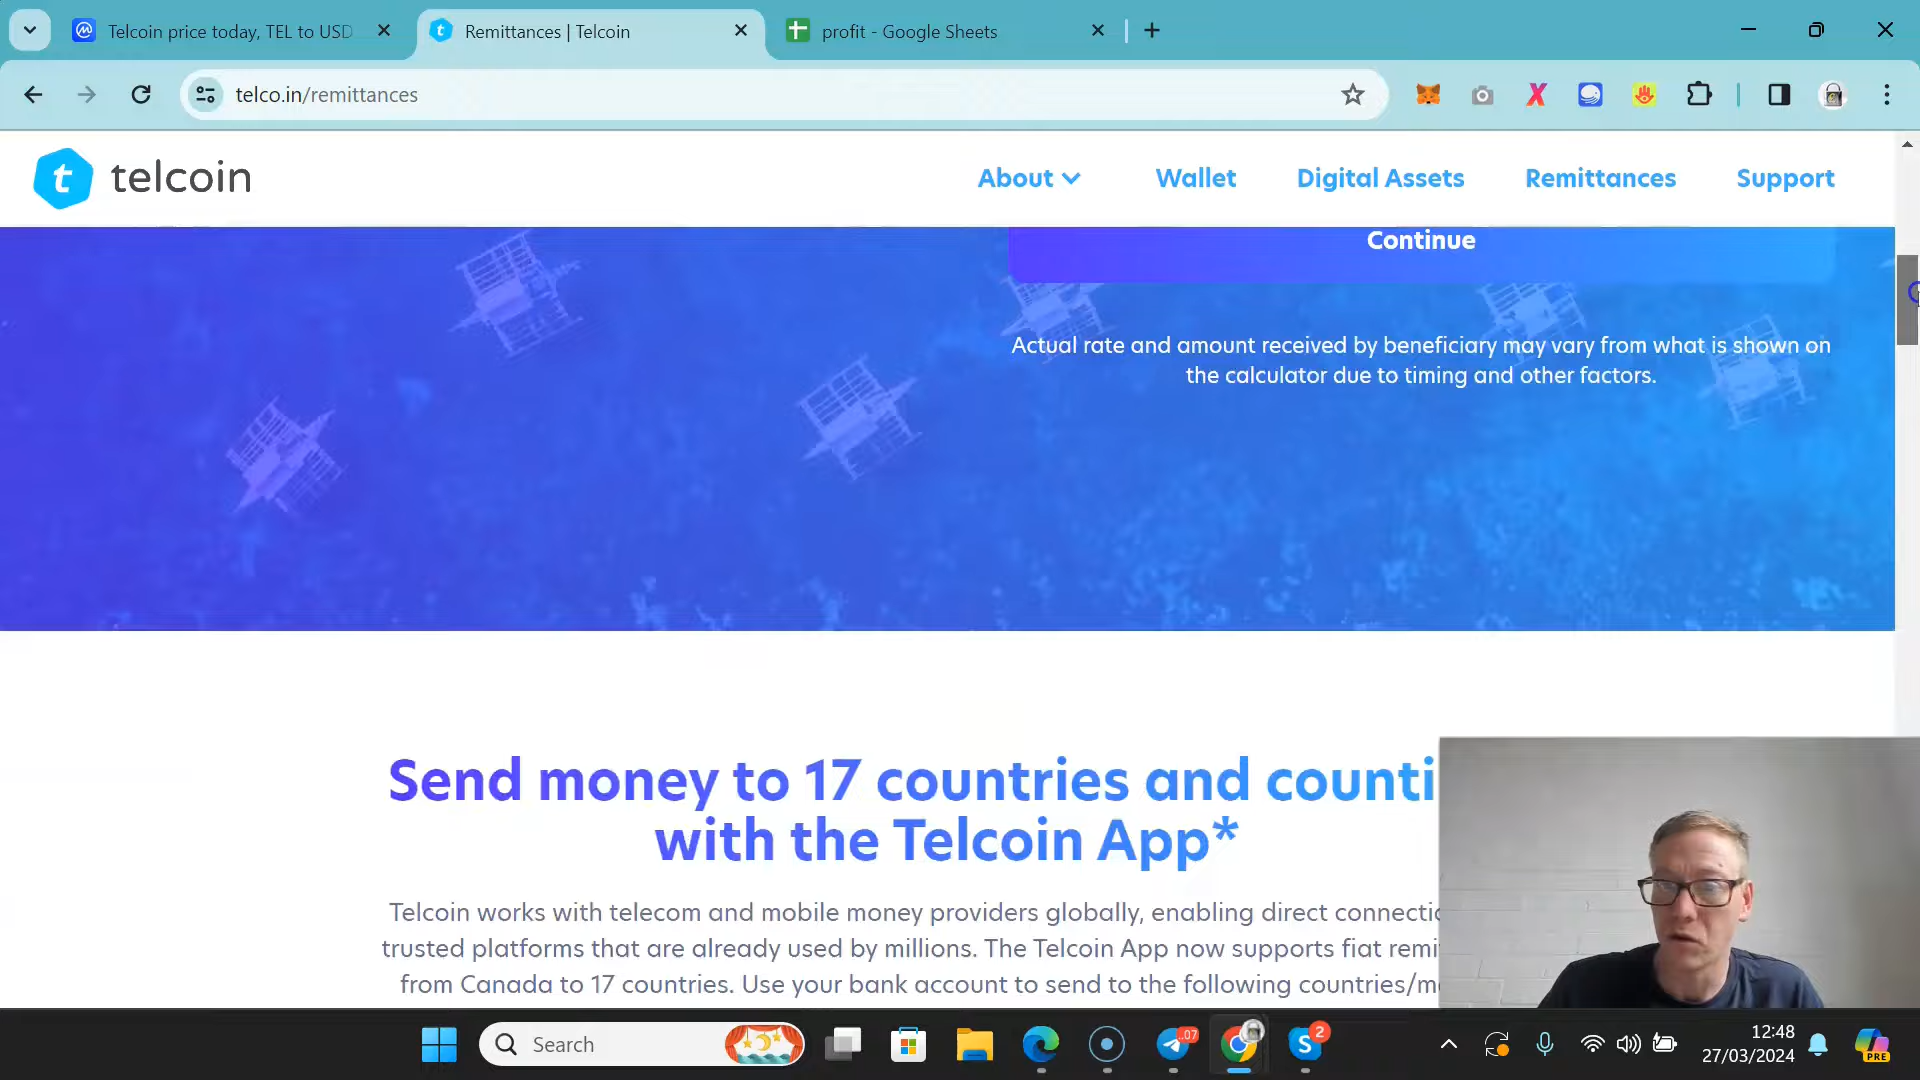 Telcoin price today, TEL to USD
Remittances | Telcoin
profit - Google Sheets
telco.in/remittances
t telcoin
About
Wallet
Digital Assets
Remittances
Support
Continue
Actual rate and amount received by beneficiary may vary from what is shown on
the calculator due to timing and other factors.
Send money to 17 countries and counti
with the Telcoin App*
Telcoin works with telecom and mobile money providers globally, enabling direct connectic
trusted platforms that are already used by millions. The Telcoin App now supports fiat remi
from Canada to 17 countries. Use your bank account to send to the following countries/m
Search
.07
2
12:48
27/03/2024
PRE